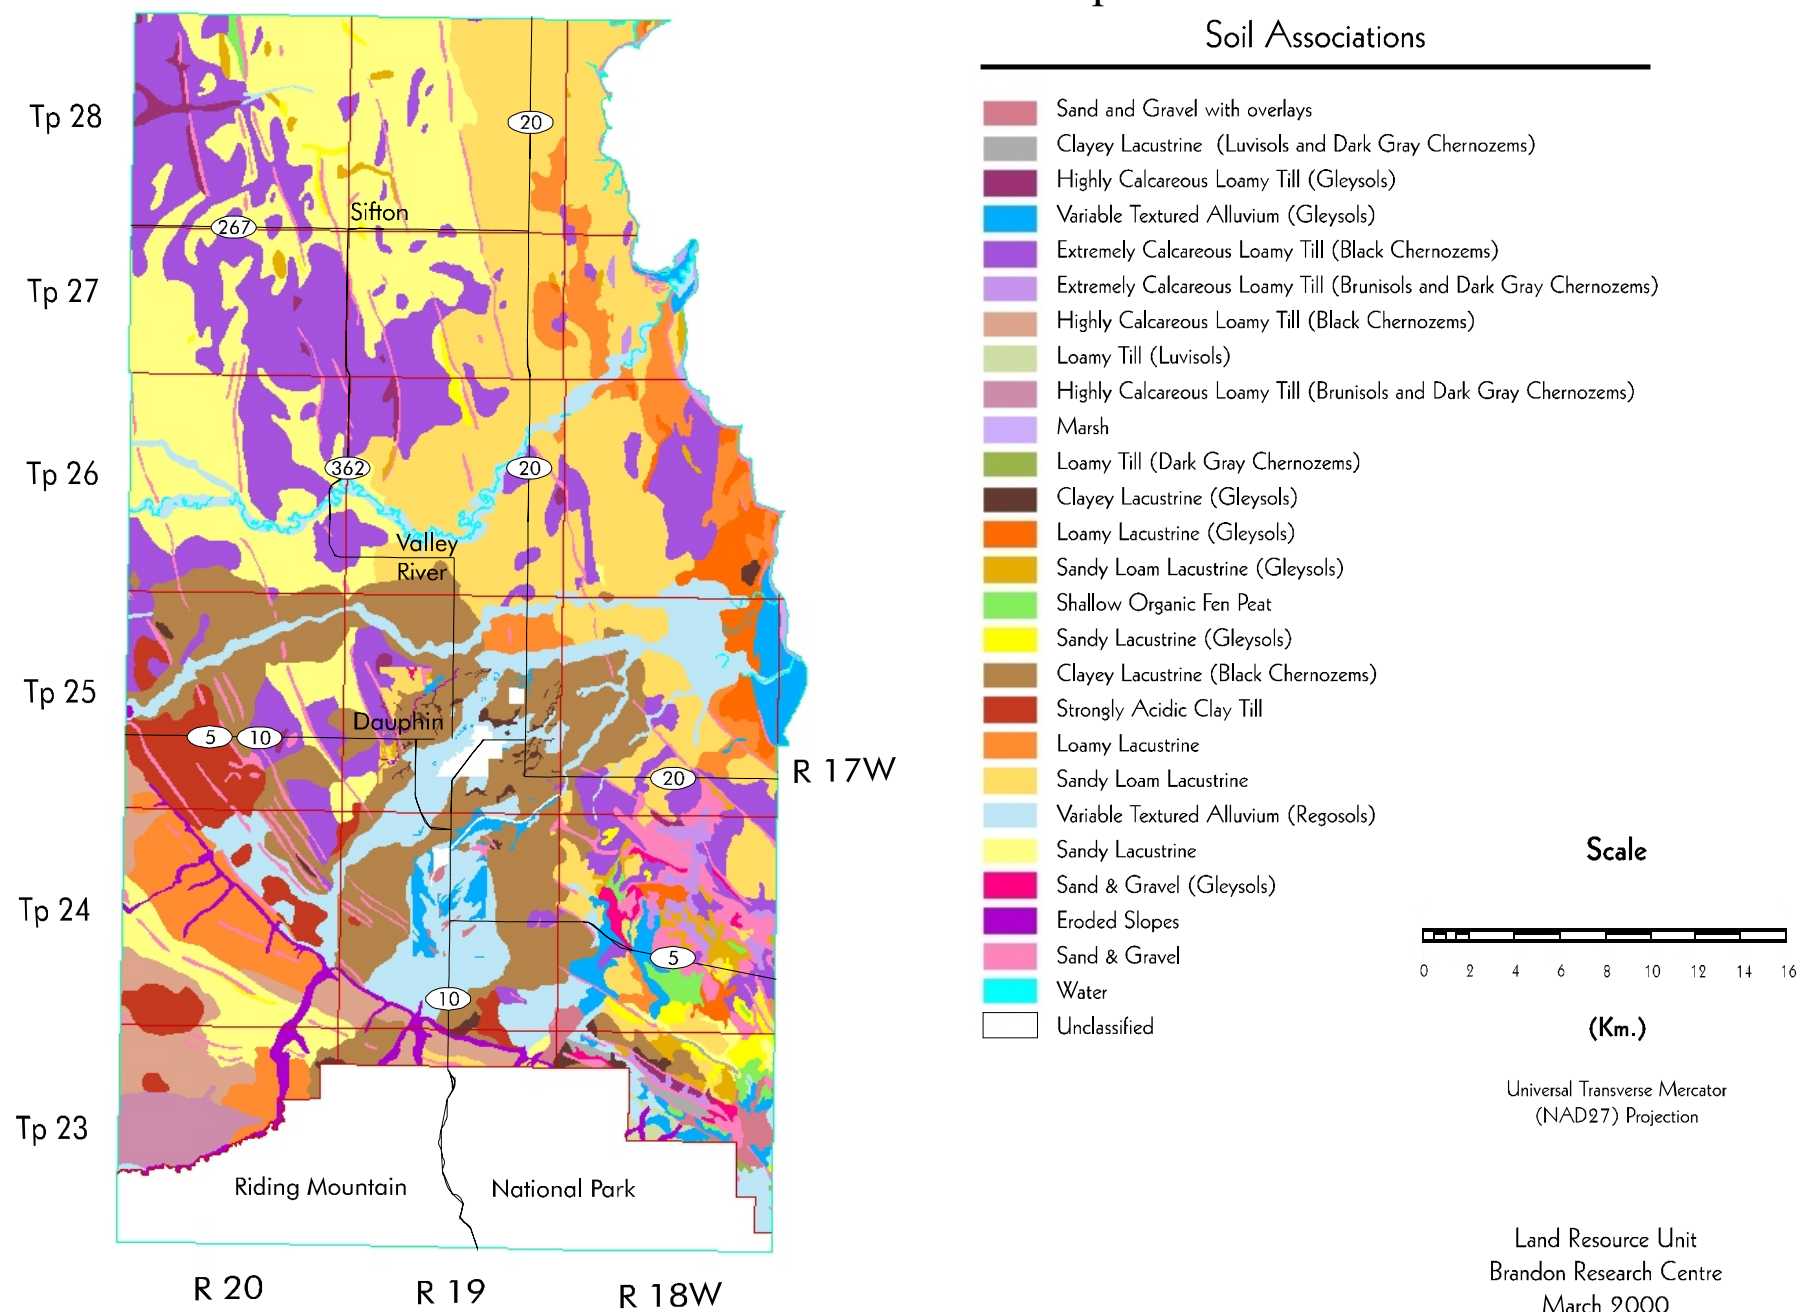 Soil Associations
Sand and Gravel with overlays
Clayey Lacustrine (Luvisols and Dark Gray Chernozems)
Highly Calcareous Loamy Till (Gleysols)
Variable Textured Alluvium (Gleysols)
Extremely Calcareous Loamy Till (Black Chernozems)
Extremely Calcareous Loamy Till (Brunisols and Dark Gray Chernozems)
Highly Calcareous Loamy Till (Black Chernozems)
Loamy Till (Luvisols)
Highly Calcareous Loamy Till (Brunisols and Dark Gray Chernozems)
Marsh
Loamy Till (Dark Gray Chernozems)
Clayey Lacustrine (Gleysols)
Loamy Lacustrine (Gleysols)
Sandy Loam Lacustrine (Gleysols)
Shallow Organic Fen Peat
Sandy Lacustrine (Gleysols)
Clayey Lacustrine (Black Chernozems)
Strongly Acidic Clay Till
Loamy Lacustrine
Sandy Loam Lacustrine
Variable Textured Alluvium (Regosols)
Sandy Lacustrine
Sand & Gravel (Gleysols)
Eroded Slopes
Sand & Gravel
Water
Unclassified
Tp 28
20
Sifton
267
Tp 27
Tp 26
362
20
Valley
River
Tp 25
Dauphin
5
10
20
R 17W
Tp 24
5
10
Tp 23
Riding Mountain
National Park
R 20
R 19
R 18W
Scale
0 2 4 6 8 10 12 14 16
(Km.)
Universal Transverse Mercator
(NAD27) Projection
Land Resource Unit
Brandon Research Centre
March 2000